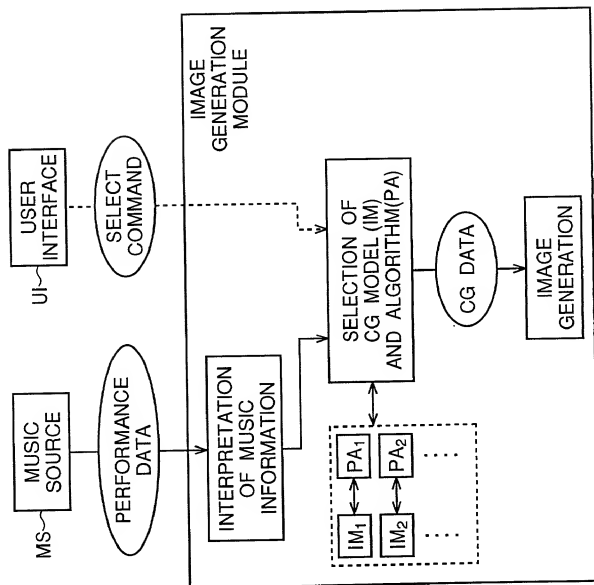 MUSIC
SOURCE
MS
USER
INTERFACE
UI
PERFORMANCE
DATA
SELECT
COMMAND
IMAGE
GENERATION
MODULE
INTERPRETATION
OF MUSIC
INFORMATION
SELECTION OF
CG MODEL (IM)
AND ALGORITHM(PA)
IM1
PA1
IM2
PA2
CG DATA
IMAGE
GENERATION